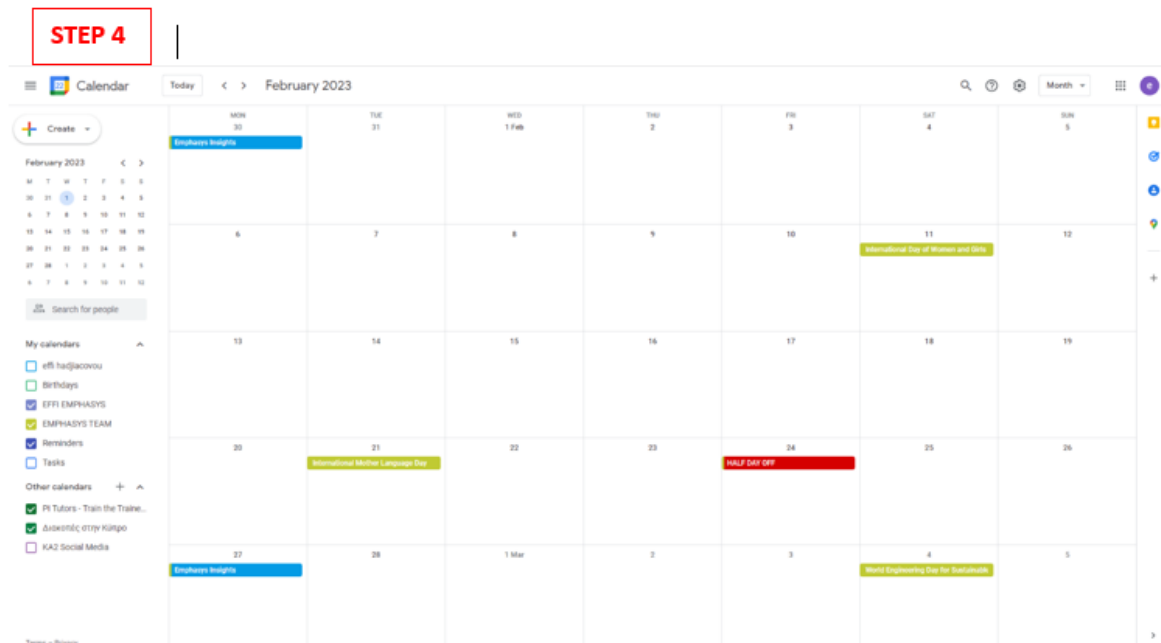 STEP 4
22 Calendar Today February 2023 Month e
Create
February 2023
M T W T F S S
30 31 1 2 3 4 5
6 7 8 9 10 11 12
13 14 15 16 17 18 19
20 21 22 23 24 25 26
27 28 1 2 3 4 5
6 7 8 9 10 11 12
Search for people
My calendars
effi hadjiacovou
Birthdays
EFFI EMPHASYS
EMPHASYS TEAM
Reminders
Tasks
Other calendars
PI Tutors - Train the Traine...
Διακοπές στην Κύπρο
KA2 Social Media
Terms – Privacy
MON TUE WED THU FRI SAT SUN
30 31 1 Feb 2 3 4 5
Emphasys Insights
6 7 8 9 10 11 12
International Day of Women and Girls
13 14 15 16 17 18 19
20 21 22 23 24 25 26
International Mother Language Day HALF DAY OFF
27 28 1 Mar 2 3 4 5
Emphasys Insights World Engineering Day for Sustainable